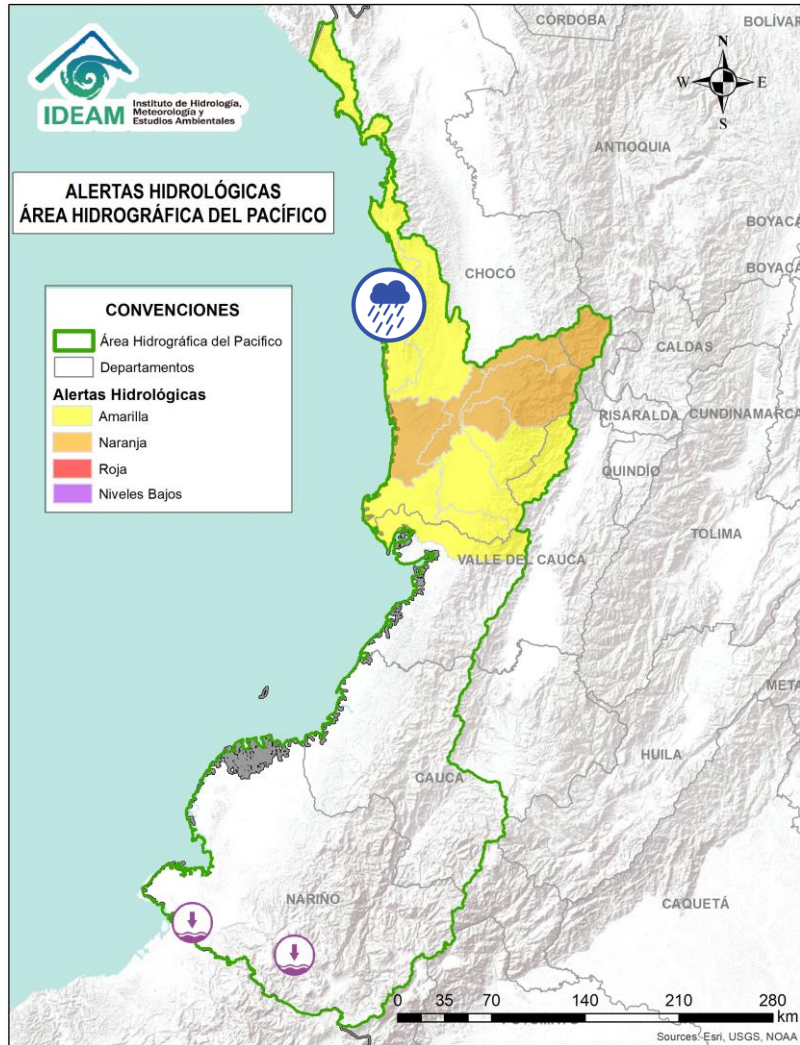 IDEAM
Instituto de Hidrología,
Meteorología y
Estudios Ambientales
ALERTAS HIDROLÓGICAS
ÁREA HIDROGRÁFICA DEL PACÍFICO
CONVENCIONES
Área Hidrográfica del Pacifico
Departamentos
Alertas Hidrológicas
Amarilla
Naranja
Roja
Niveles Bajos
N
W E
S
CÓRDOBA
BOLÍVAR
ANTIOQUIA
BOYACÁ
BOYACÁ
CHOCÓ
CALDAS
RISARALDA
CUNDINAMARCA
QUINDÍO
TOLIMA
VALLE DEL CAUCA
META
HUILA
CAUCA
NARIÑO
CAQUETÁ
0 35 70 140 210 280
km
Sources: Esri, USGS, NOAA